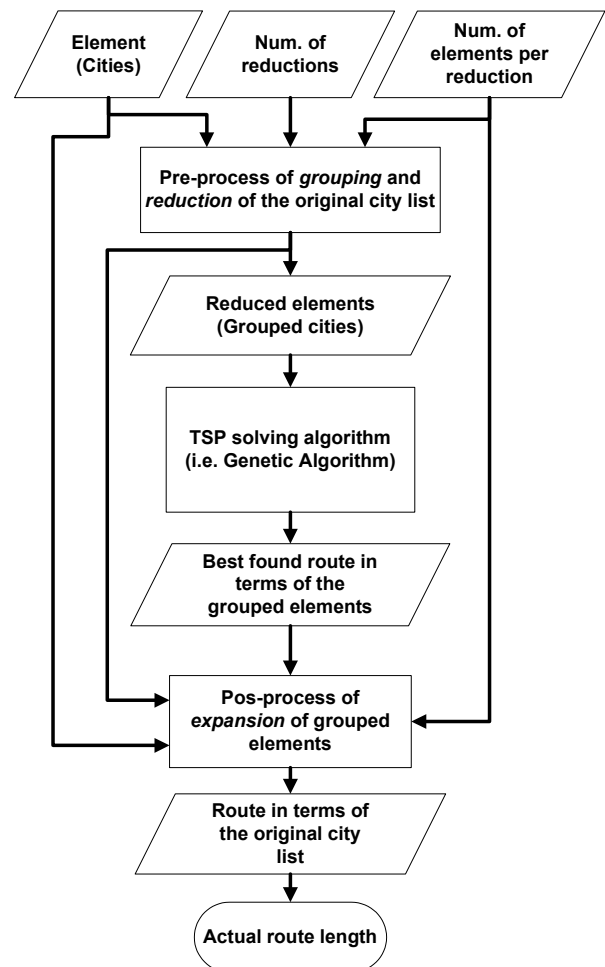 Element
(Cities)
Num. of
reductions
Num. of
elements per
reduction
Pre-process of grouping and
reduction of the original city list
Reduced elements
(Grouped cities)
TSP solving algorithm
(i.e. Genetic Algorithm)
Best found route in
terms of the
grouped elements
Pos-process of
expansion of grouped
elements
Route in terms of
the original city
list
Actual route length